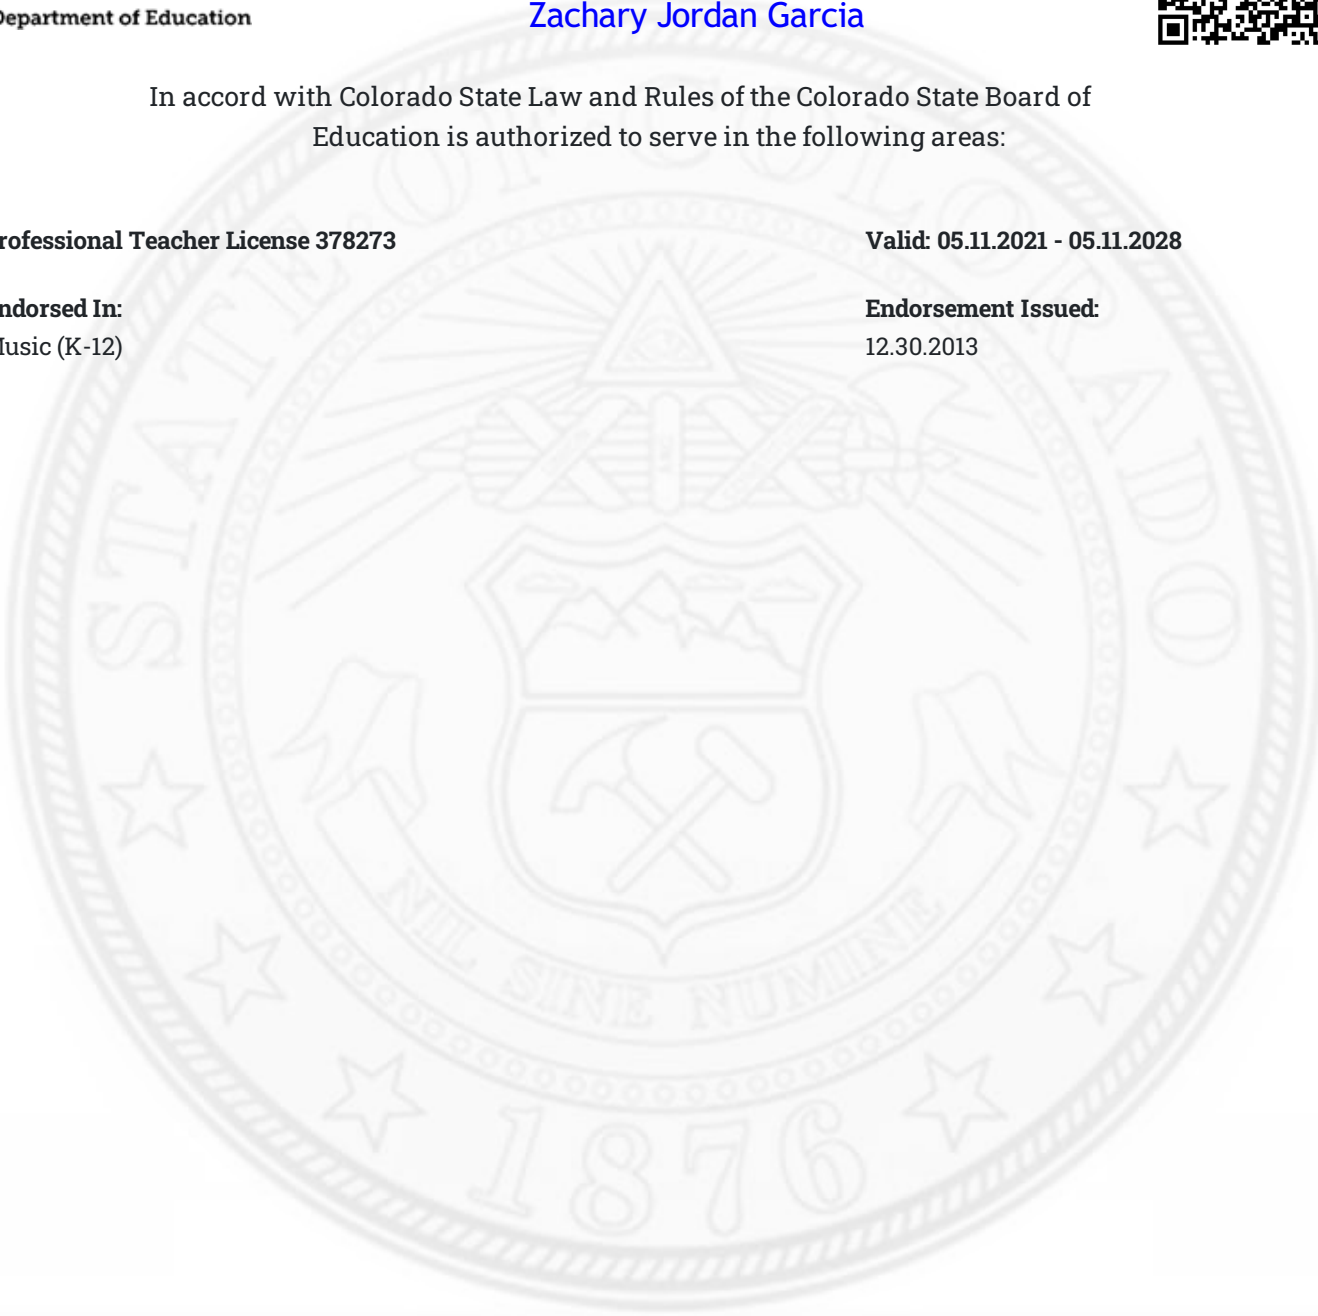 Department of Education
Zachary Jordan Garcia
In accord with Colorado State Law and Rules of the Colorado State Board of
Education is authorized to serve in the following areas:
rofessional Teacher License 378273
Valid: 05.11.2021 - 05.11.2028
ndorsed In:
Endorsement Issued:
Music (K-12)
12.30.2013
STATE OF COLORADO
NIL SINE NUMINE
1876